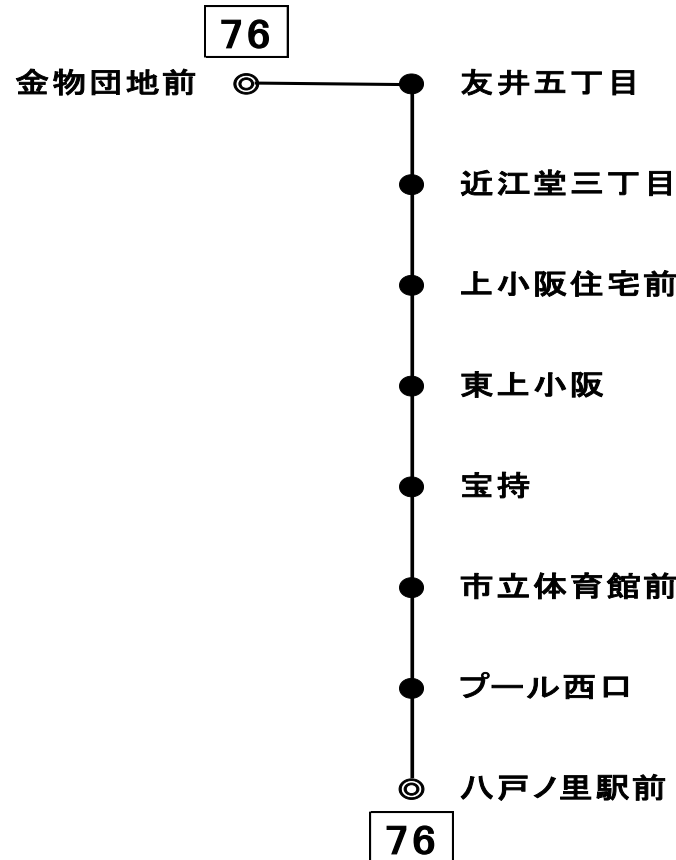 76
金物団地前
友井五丁目
近江堂三丁目
上小阪住宅前
東上小阪
宝持
市立体育館前
プール西口
八戸ノ里駅前
76